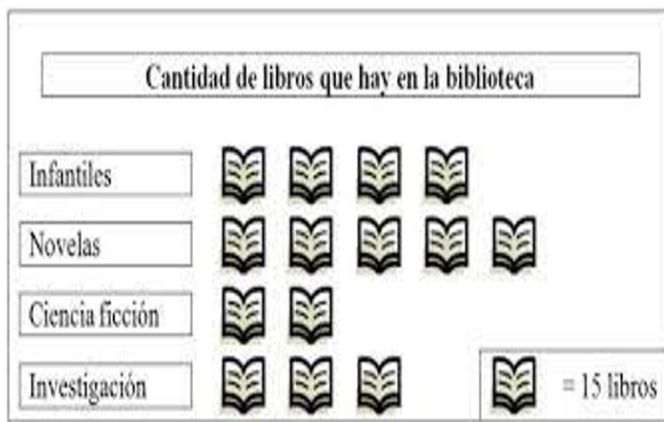 Cantidad de libros que hay en la biblioteca
Infantiles
Novelas
Ciencia ficción
Investigación
= 15 libros